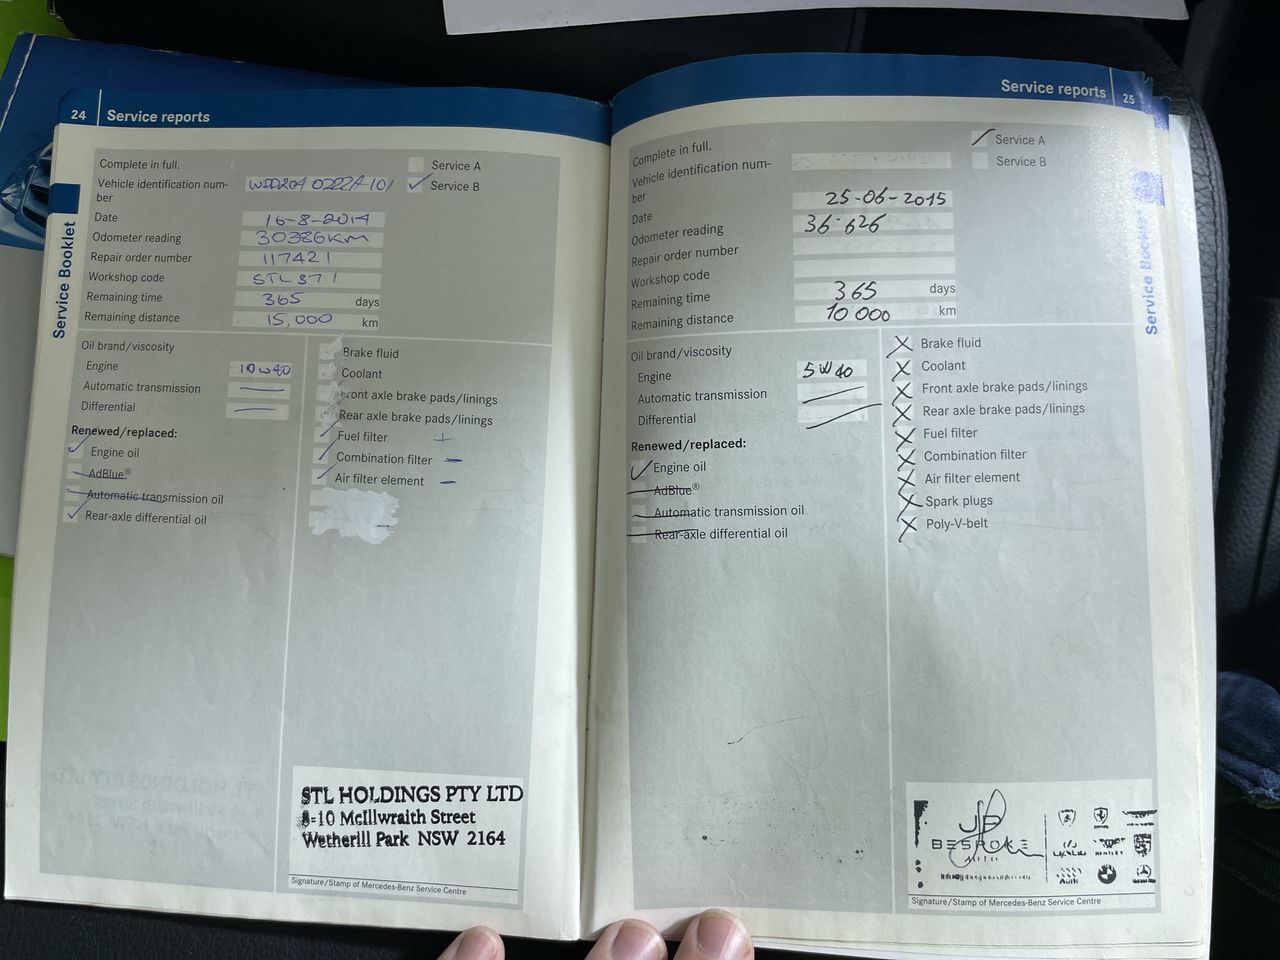 24 Service reports
Service Booklet
Complete in full.
Service A
Vehicle identification num-
ber
Service B
Date 16-8-2014
Odometer reading 30386KM
Repair order number 117421
Workshop code STL 371
Remaining time 365 days
Remaining distance 15,000 km
Oil brand/viscosity
Engine 10W40
Automatic transmission
Differential
Renewed/replaced:
Engine oil
AdBlue®
Automatic transmission oil
Rear-axle differential oil
Brake fluid
Coolant
Front axle brake pads/linings
Rear axle brake pads/linings
Fuel filter +
Combination filter –
Air filter element –
STL HOLDINGS PTY LTD
8-10 McIllwraith Street
Wetherill Park NSW 2164
Signature/Stamp of Mercedes-Benz Service Centre
Service reports 25
Service Booklet
Complete in full.
Service A
Vehicle identification num-
ber
Service B
Date 25-06-2015
Odometer reading 36·626
Repair order number
Workshop code
Remaining time 365 days
Remaining distance 10 000 km
Oil brand/viscosity
Engine 5W40
Automatic transmission
Differential
Renewed/replaced:
Engine oil
AdBlue®
Automatic transmission oil
Rear-axle differential oil
Brake fluid
Coolant
Front axle brake pads/linings
Rear axle brake pads/linings
Fuel filter
Combination filter
Air filter element
Spark plugs
Poly-V-belt
JP
BESPOKE
AUTO
Audi
Signature/Stamp of Mercedes-Benz Service Centre